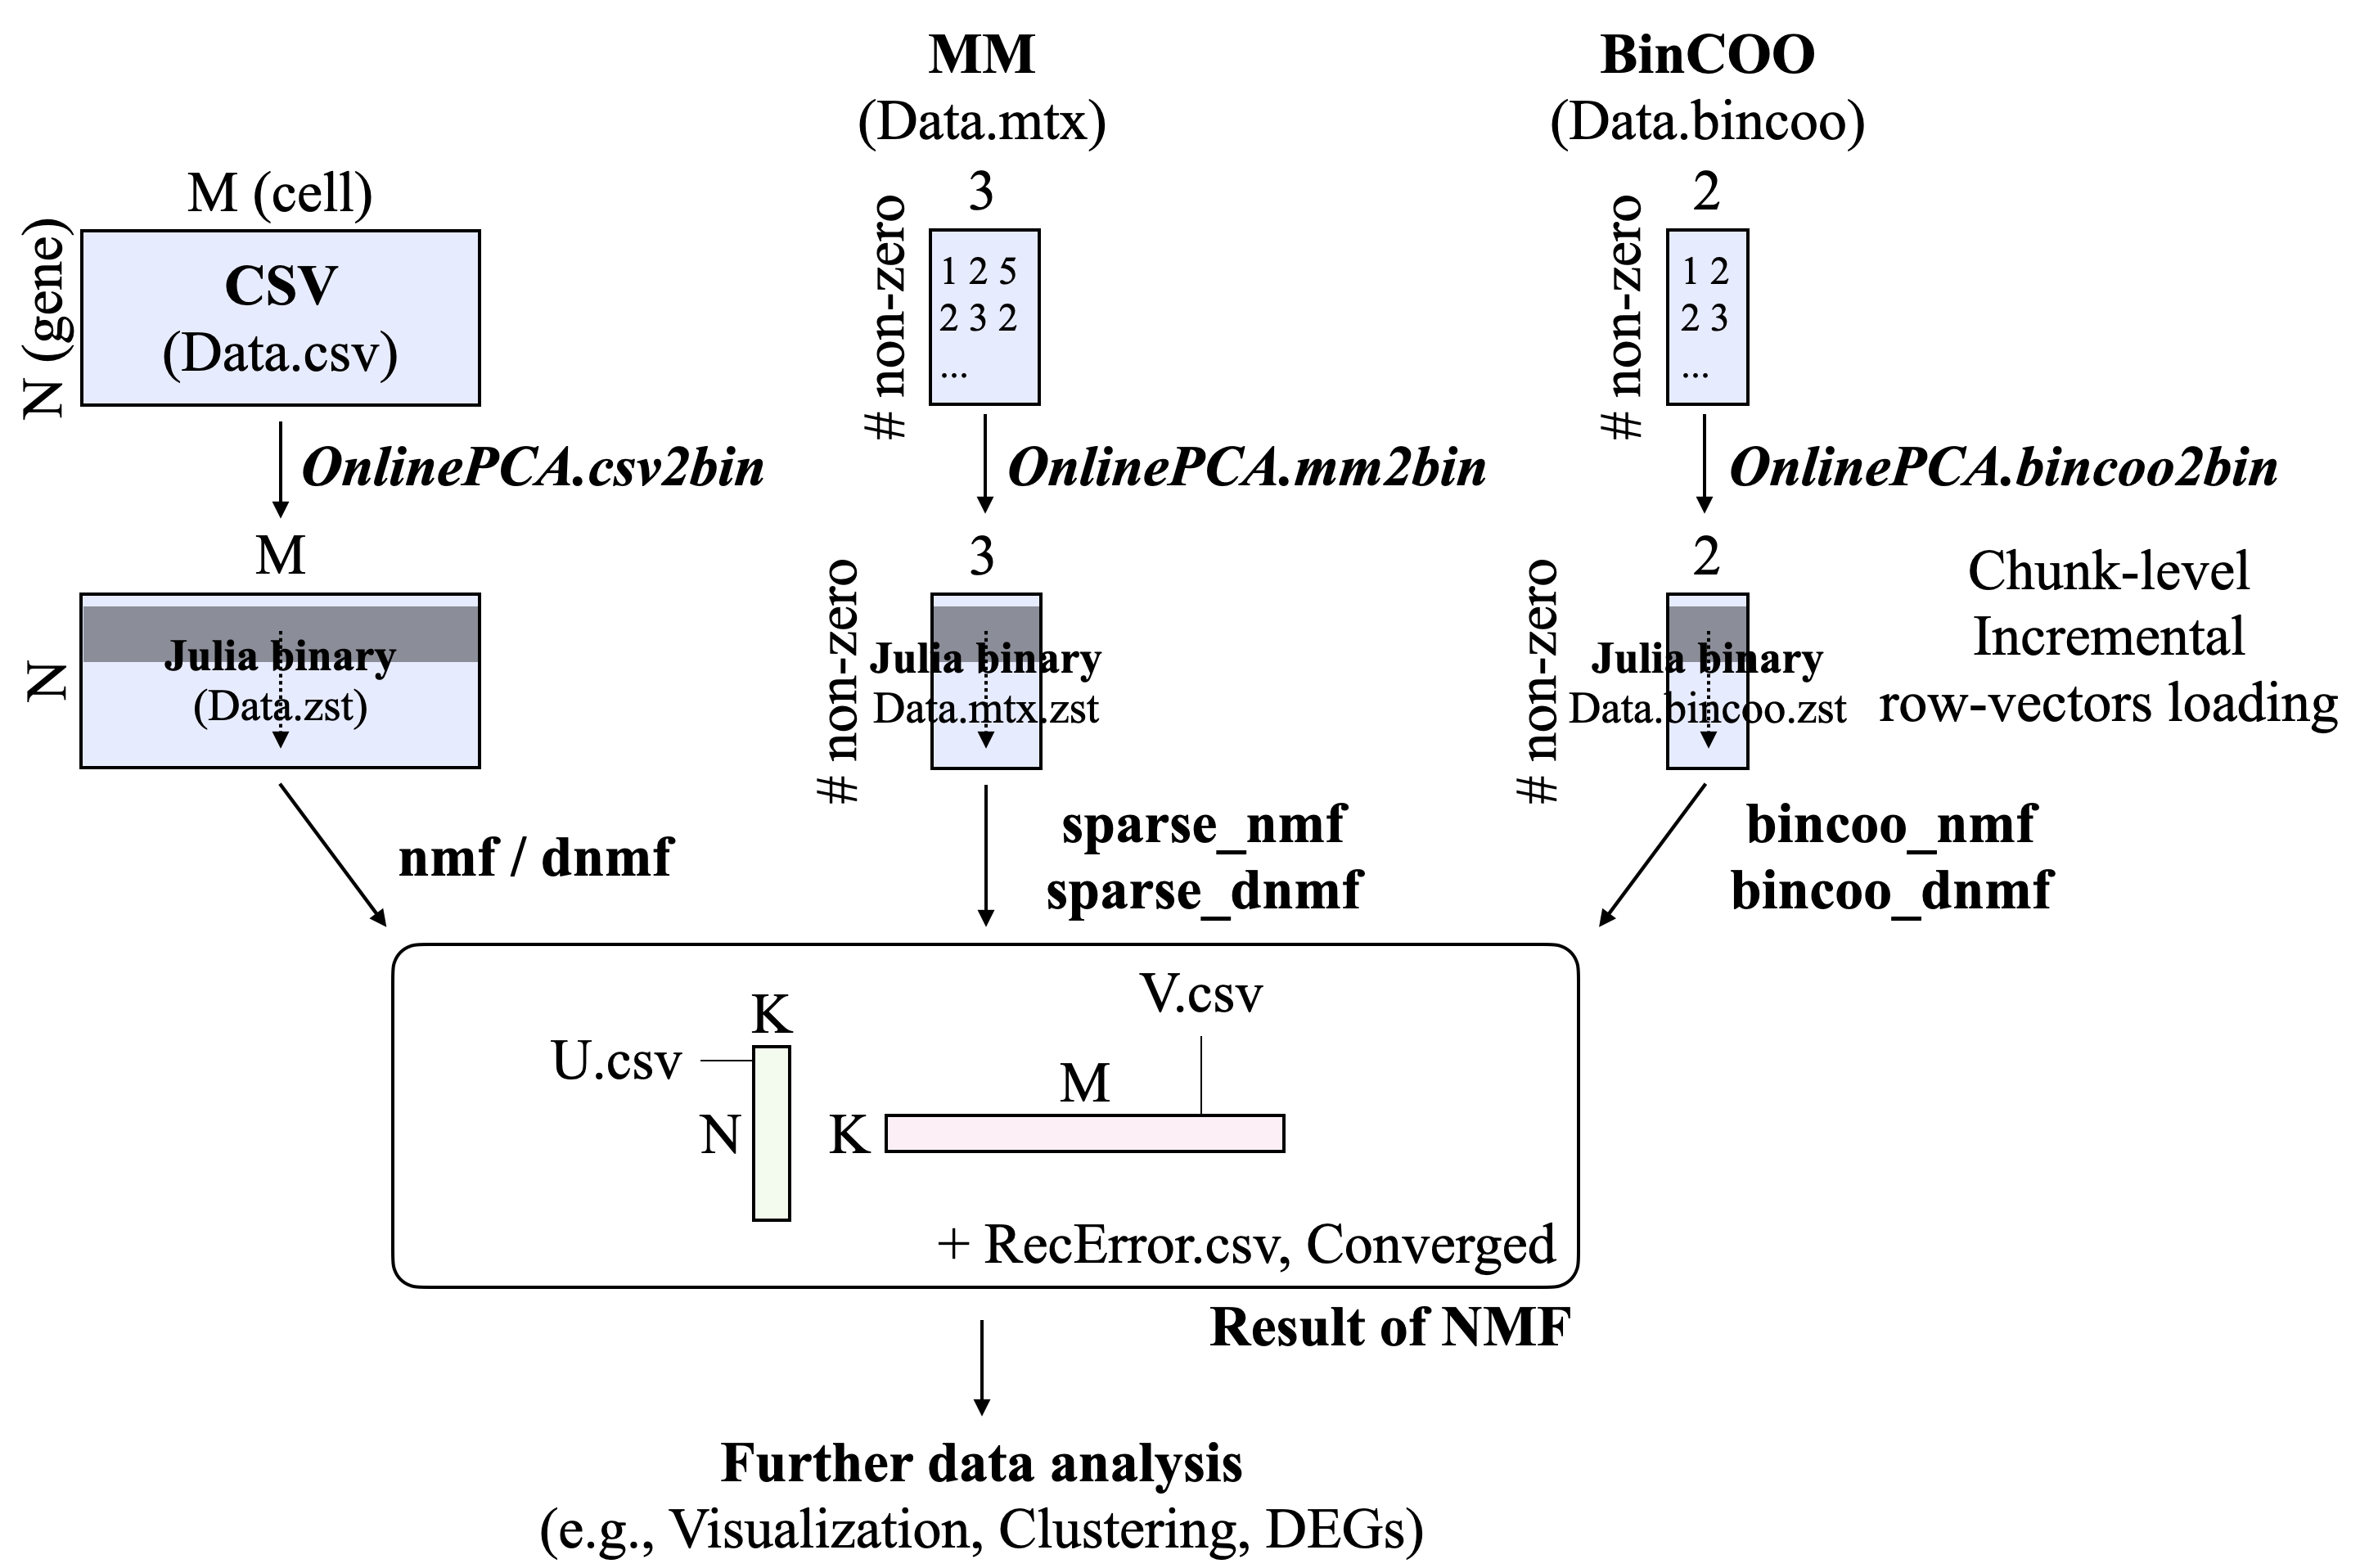 MM
(Data.mtx)
BinCOO
(Data.bincoo)
M (cell)
N (gene)
CSV
(Data.csv)
3
# non-zero
1 2 5
2 3 2
...
2
# non-zero
1 2
2 3
...
OnlinePCA.csv2bin
OnlinePCA.mm2bin
OnlinePCA.bincoo2bin
M
N
Julia binary
(Data.zst)
3
# non-zero
Julia binary
Data.mtx.zst
2
# non-zero
Julia binary
Data.bincoo.zst
Chunk-level
Incremental
row-vectors loading
nmf / dnmf
sparse_nmf
sparse_dnmf
bincoo_nmf
bincoo_dnmf
U.csv
K
N
V.csv
M
K
+ RecError.csv, Converged
Result of NMF
Further data analysis
(e.g., Visualization, Clustering, DEGs)